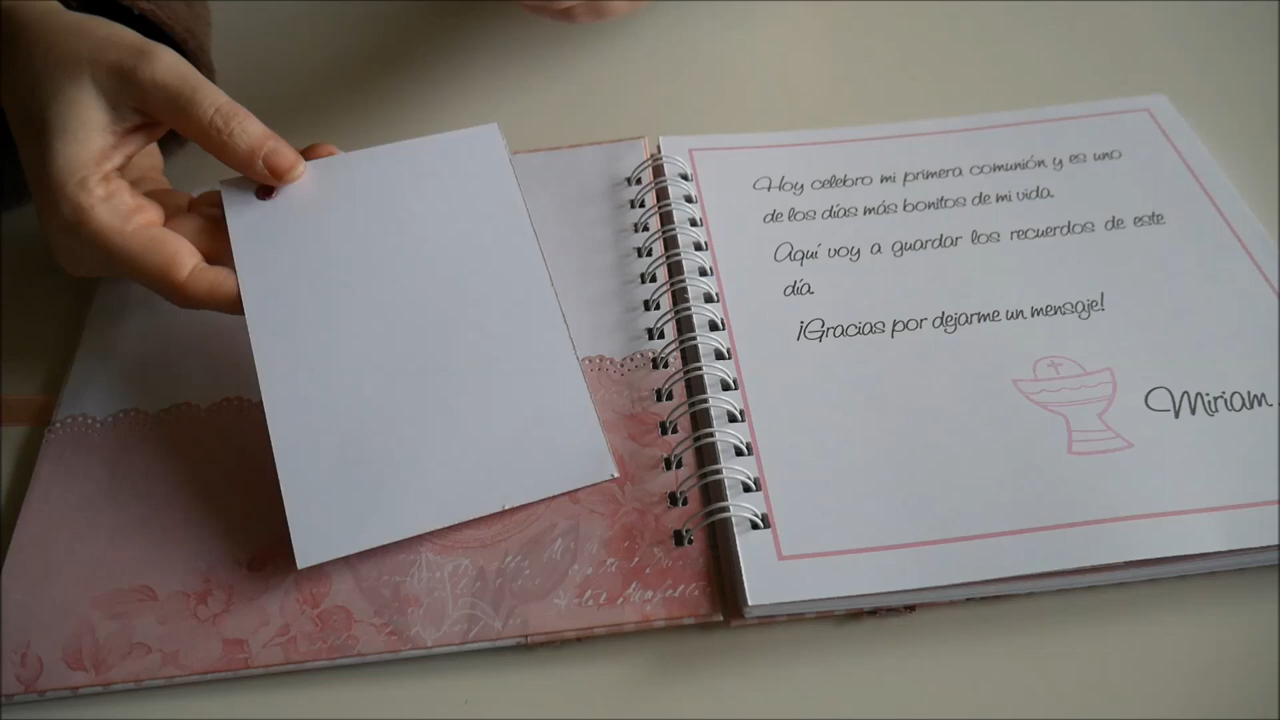 Hoy celebro mi primera comunión y es uno
de los días más bonitos de mi vida.
Aquí voy a guardar los recuerdos de este
día.
¡Gracias por dejarme un mensaje!
Miriam